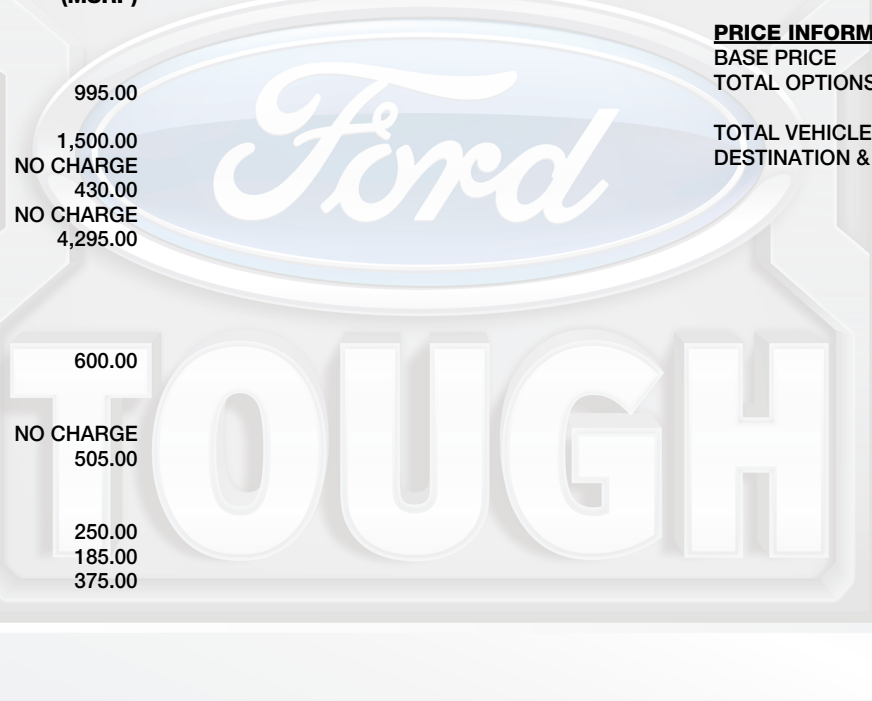 (MSRP)
995.00
1,500.00
NO CHARGE
430.00
NO CHARGE
4,295.00
600.00
NO CHARGE
505.00
250.00
185.00
375.00
PRICE INFORM
BASE PRICE
TOTAL OPTIONS
TOTAL VEHICLE
DESTINATION &
Ford
TOUGH